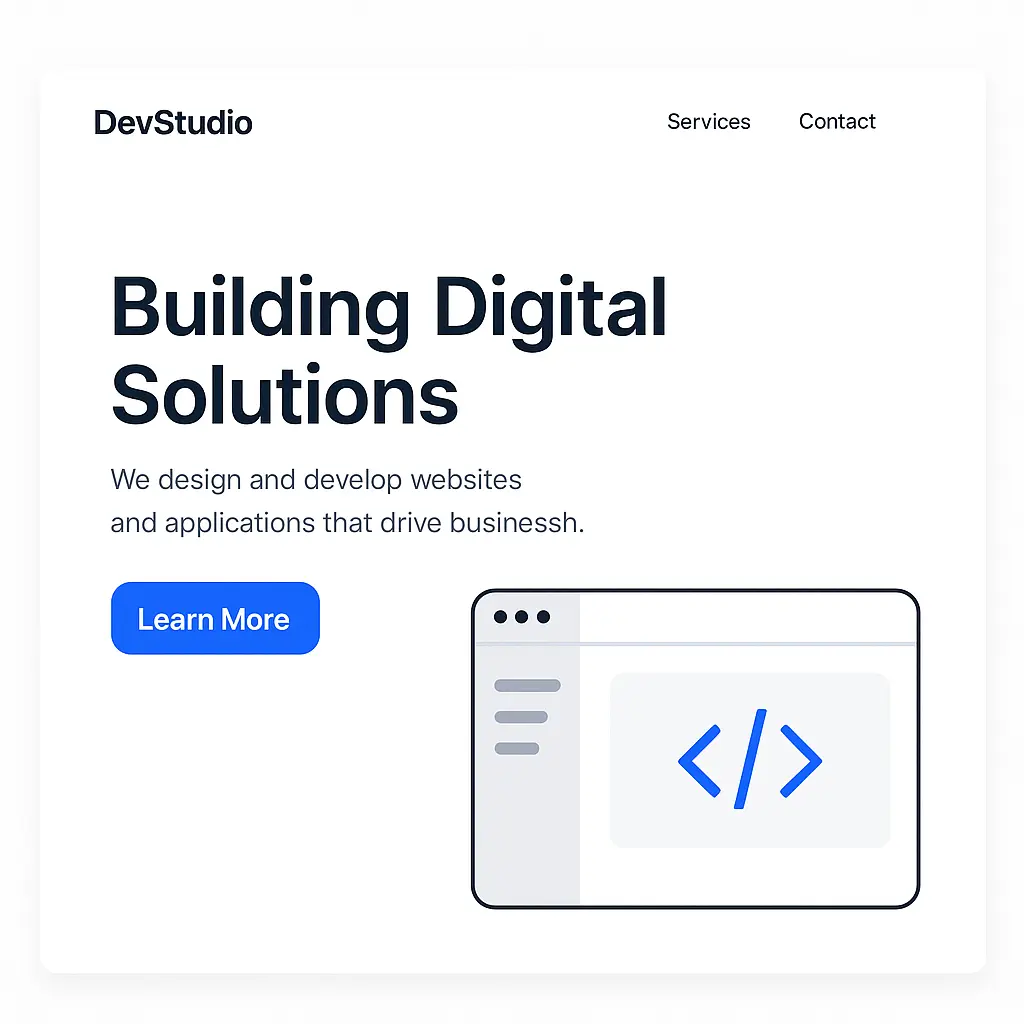 DevStudio
Services
Contact
Building Digital
Solutions
We design and develop websites
and applications that drive businessh.
Learn More
</>